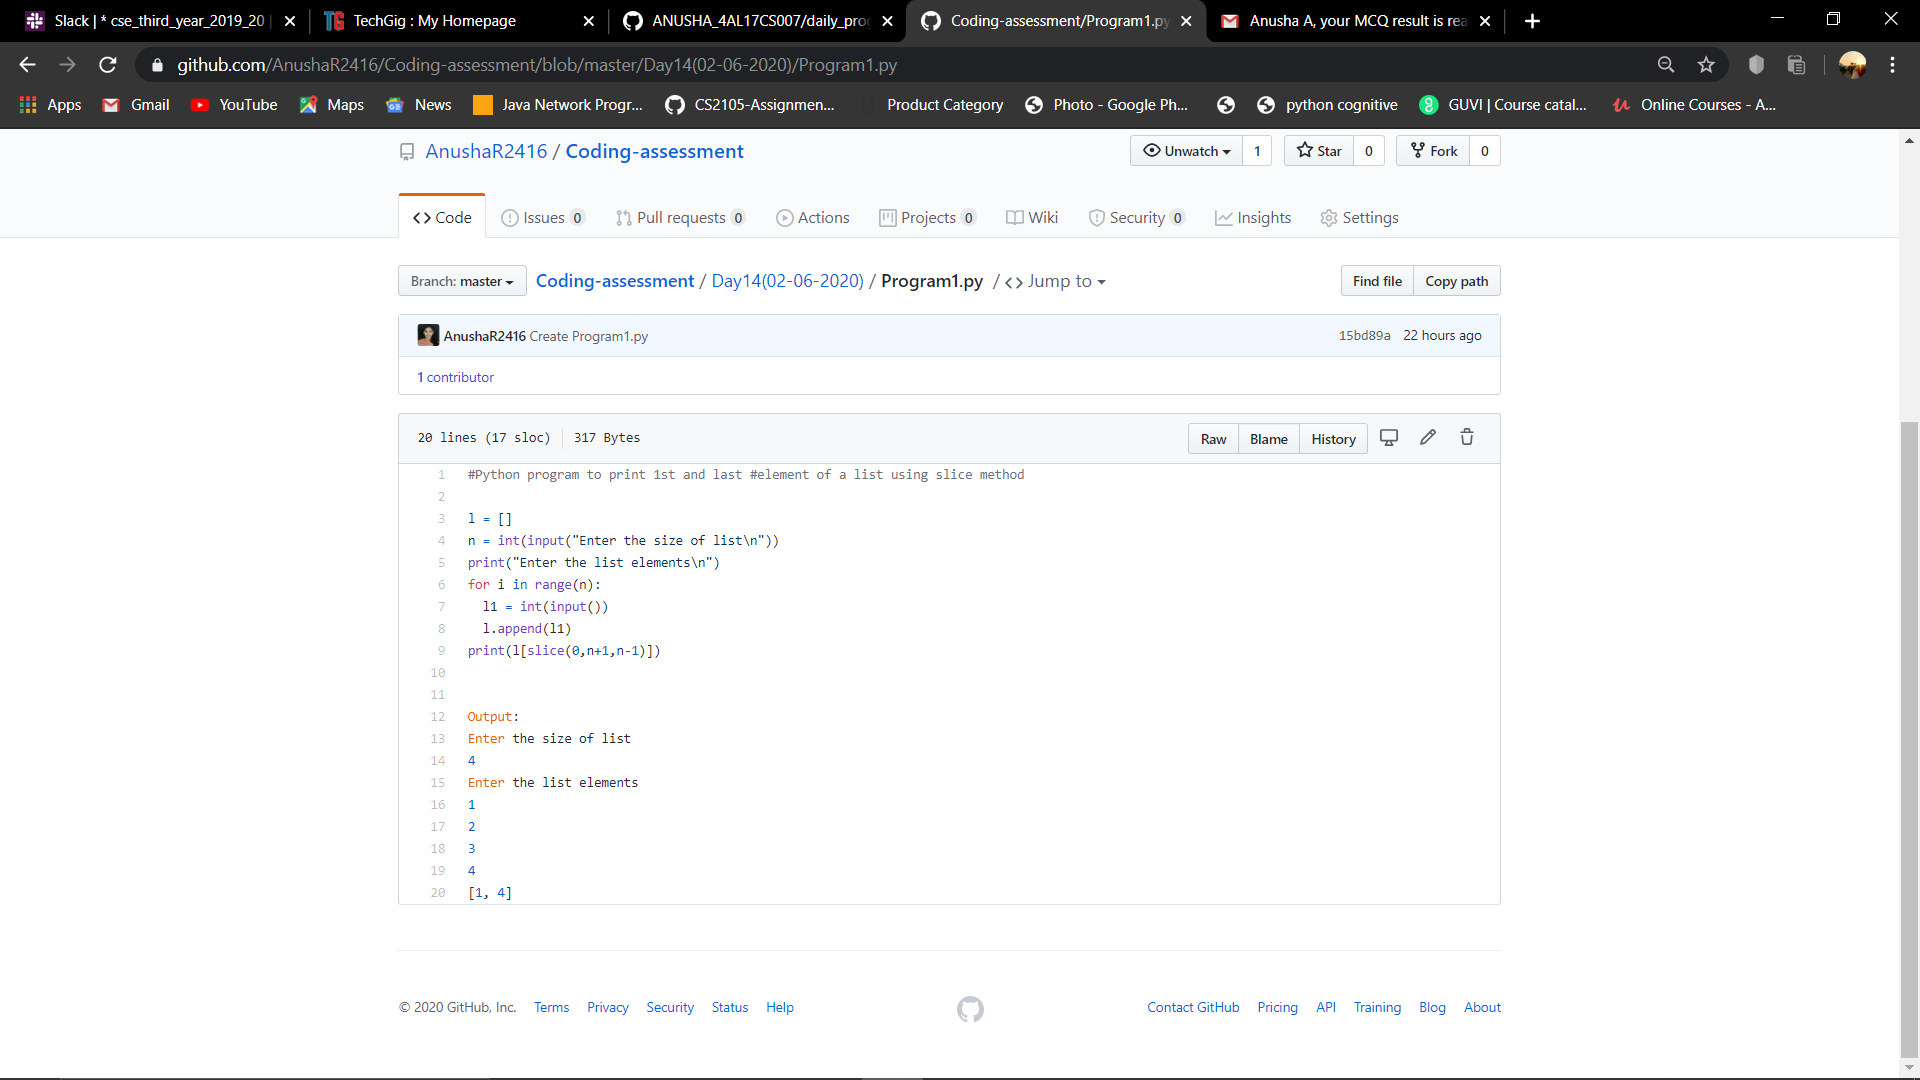 Slack | * cse_third_year_2019_20
TechGig : My Homepage
ANUSHA_4AL17CS007/daily_pro
Coding-assessment/Program1.py
Anusha A, your MCQ result is rea
github.com/AnushaR2416/Coding-assessment/blob/master/Day14(02-06-2020)/Program1.py
Apps Gmail YouTube Maps News Java Network Progr... CS2105-Assignmen... Product Category Photo - Google Ph... python cognitive GUVI | Course catal... Online Courses - A...
AnushaR2416 / Coding-assessment
Unwatch 1 Star 0 Fork 0
Code Issues 0 Pull requests 0 Actions Projects 0 Wiki Security 0 Insights Settings
Branch: master Coding-assessment / Day14(02-06-2020) / Program1.py / <> Jump to
Find file Copy path
AnushaR2416 Create Program1.py 15bd89a 22 hours ago
1 contributor
20 lines (17 sloc) 317 Bytes Raw Blame History
1 #Python program to print 1st and last #element of a list using slice method
2
3 l = []
4 n = int(input("Enter the size of list\n"))
5 print("Enter the list elements\n")
6 for i in range(n):
7 l1 = int(input())
8 l.append(l1)
9 print(l[slice(0,n+1,n-1)])
10
11
12 Output:
13 Enter the size of list
14 4
15 Enter the list elements
16 1
17 2
18 3
19 4
20 [1, 4]
© 2020 GitHub, Inc. Terms Privacy Security Status Help Contact GitHub Pricing API Training Blog About